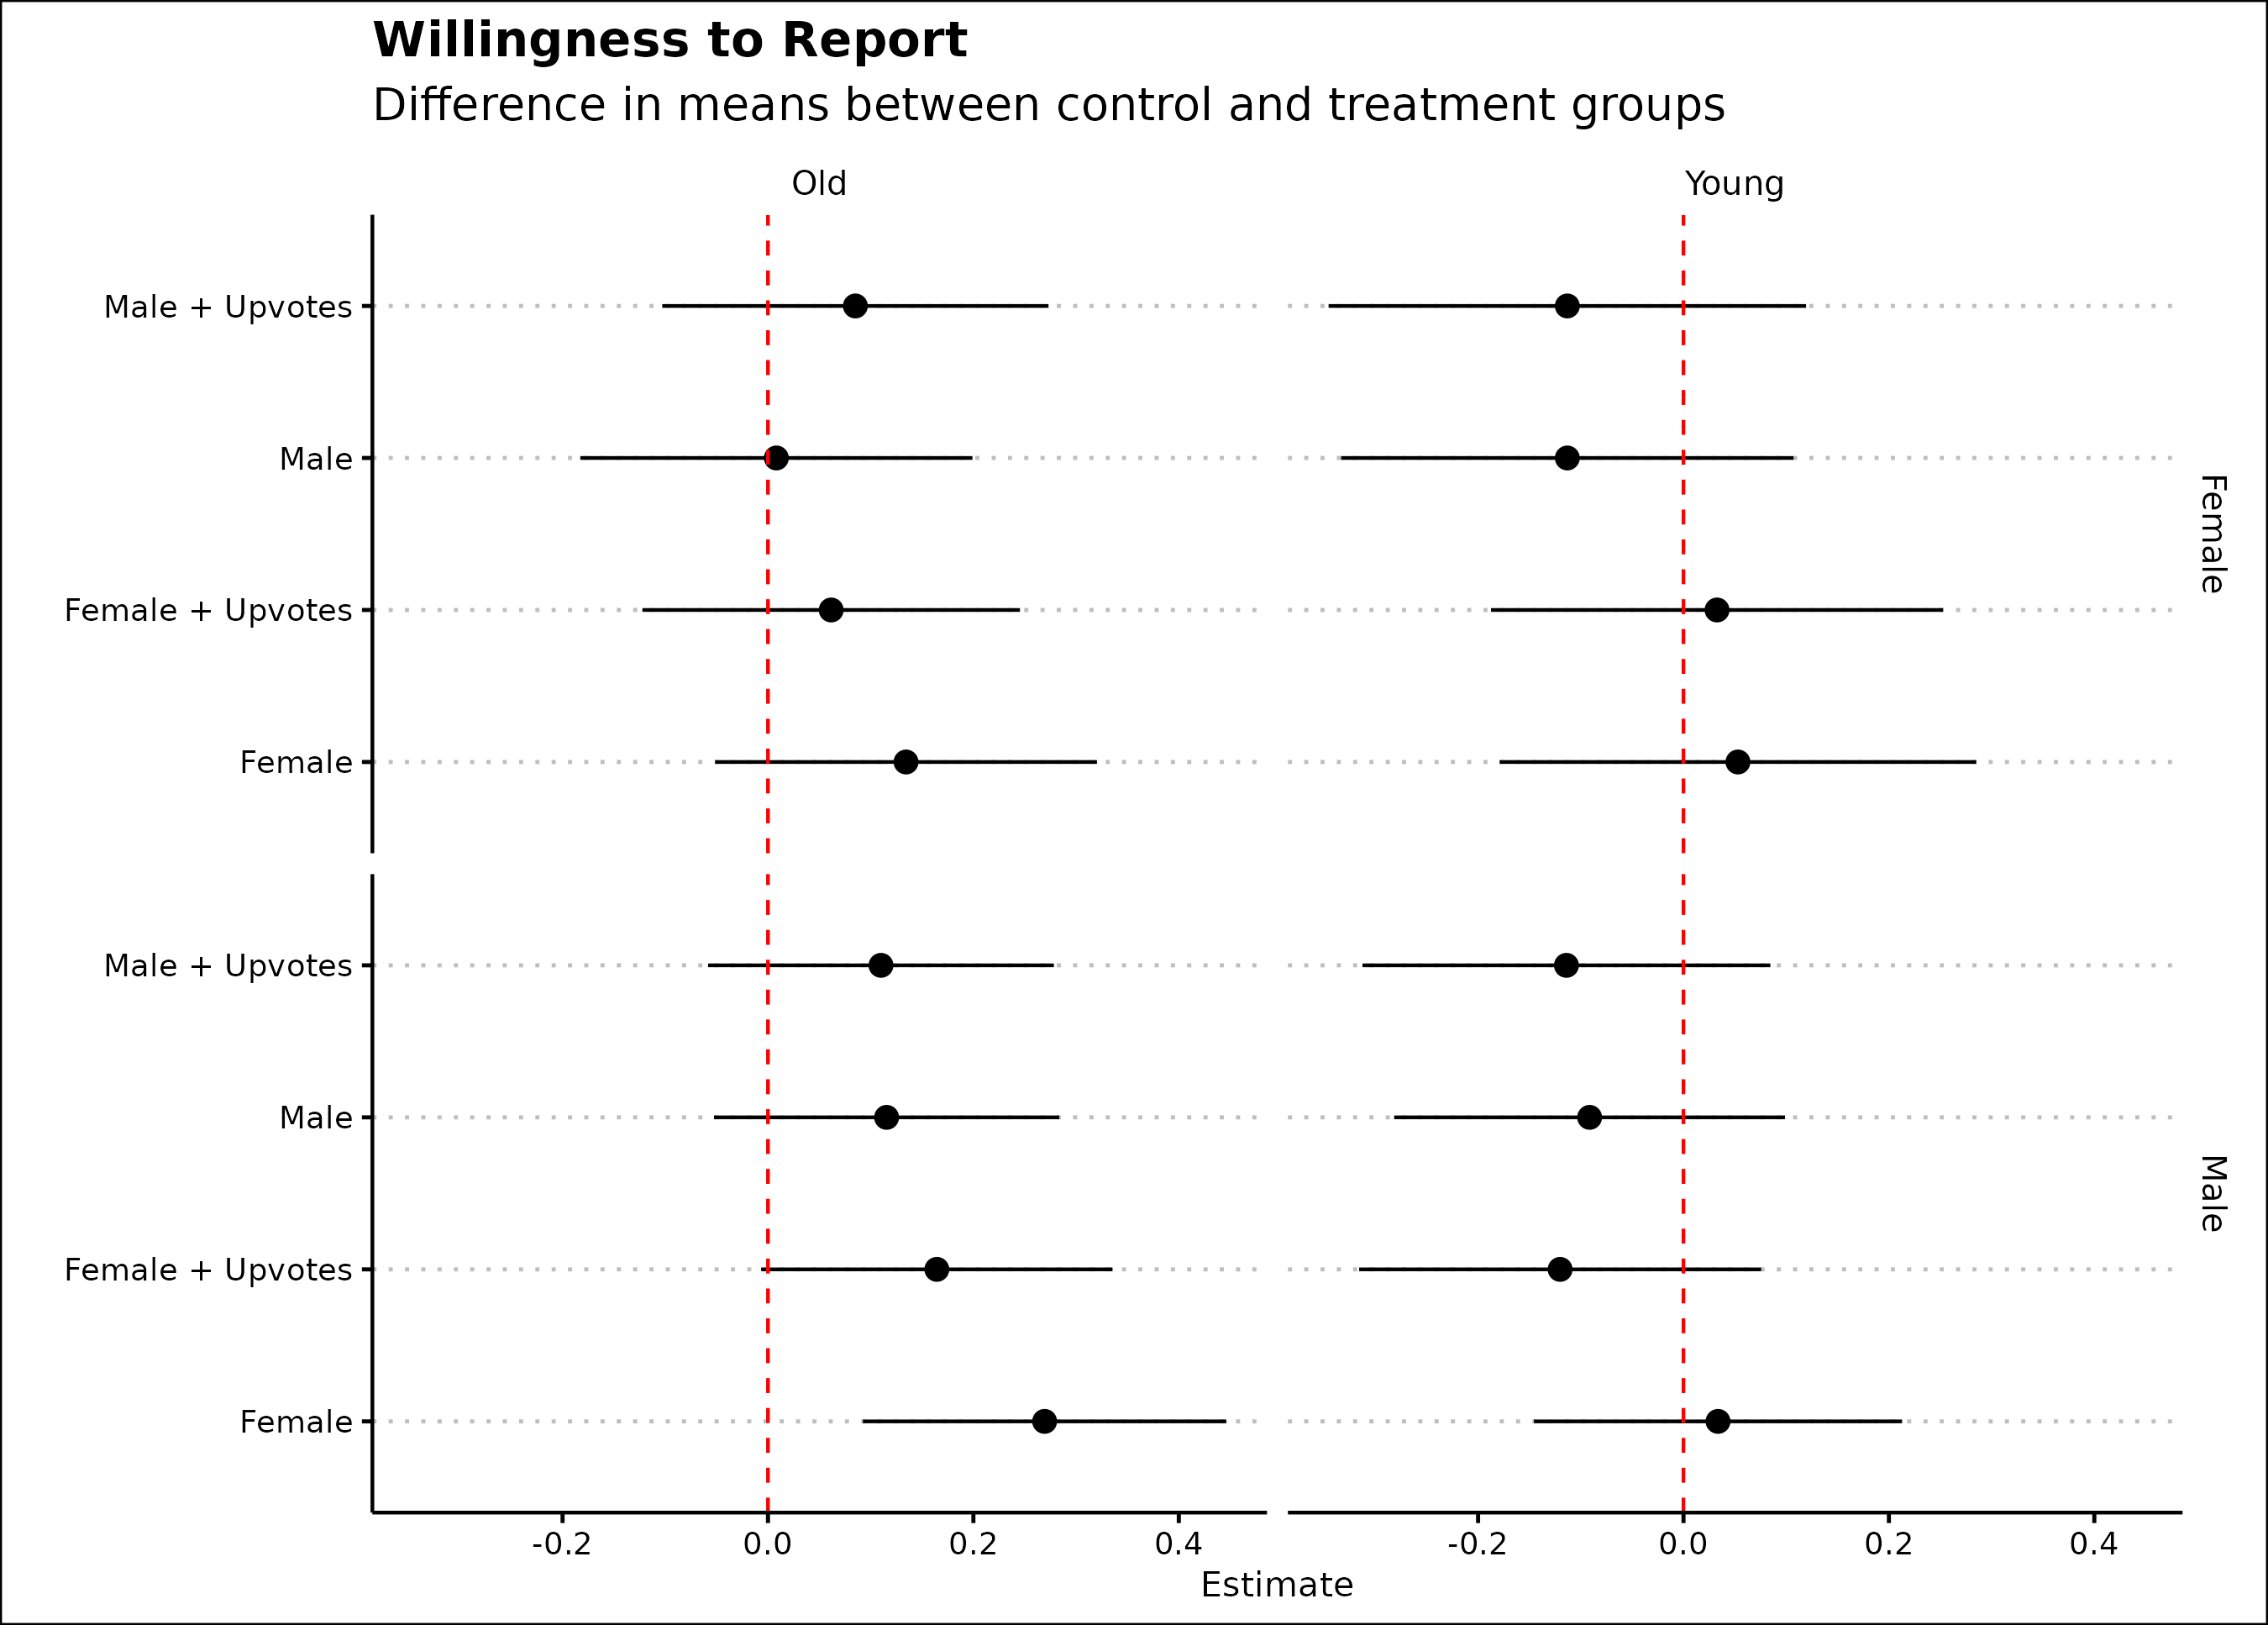 Willingness to Report
Difference in means between control and treatment groups
Old
Young
Male + Upvotes
Male
Female + Upvotes
Female
Female
Male + Upvotes
Male
Female + Upvotes
Female
Male
-0.2 0.0 0.2 0.4
-0.2 0.0 0.2 0.4
Estimate